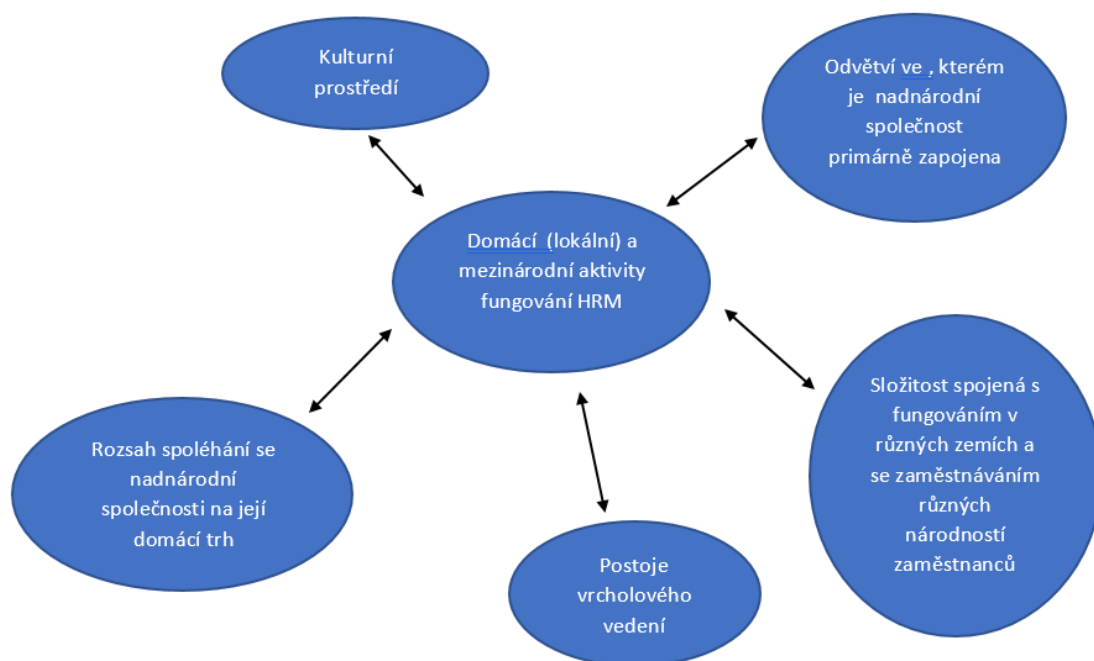 Kulturní
prostředí
Odvětví ve , kterém
je nadnárodní
společnost
primárně zapojena
Domácí (lokální) a
mezinárodní aktivity
fungování HRM
Rozsah spoléhání se
nadnárodní
společnosti na její
domácí trh
Postoje
vrcholového
vedení
Složitost spojená s
fungováním v
různých zemích a
se zaměstnáváním
různých
národností
zaměstnanců